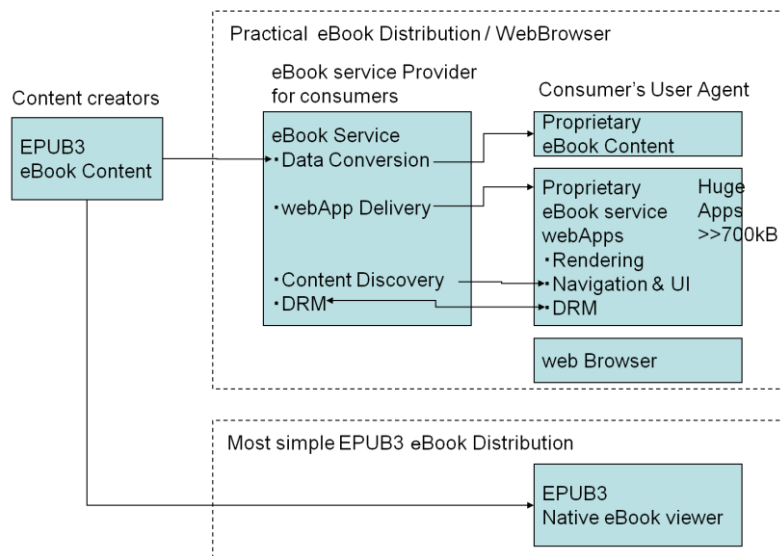 Practical eBook Distribution / WebBrowser
Content creators
EPUB3
eBook Content
eBook service Provider
for consumers
eBook Service
・Data Conversion
・webApp Delivery
・Content Discovery
・DRM
Consumer's User Agent
Proprietary
eBook Content
Proprietary
eBook service
webApps
・Rendering
・Navigation & UI
・DRM
Huge
Apps
>>700kB
web Browser
Most simple EPUB3 eBook Distribution
EPUB3
Native eBook viewer